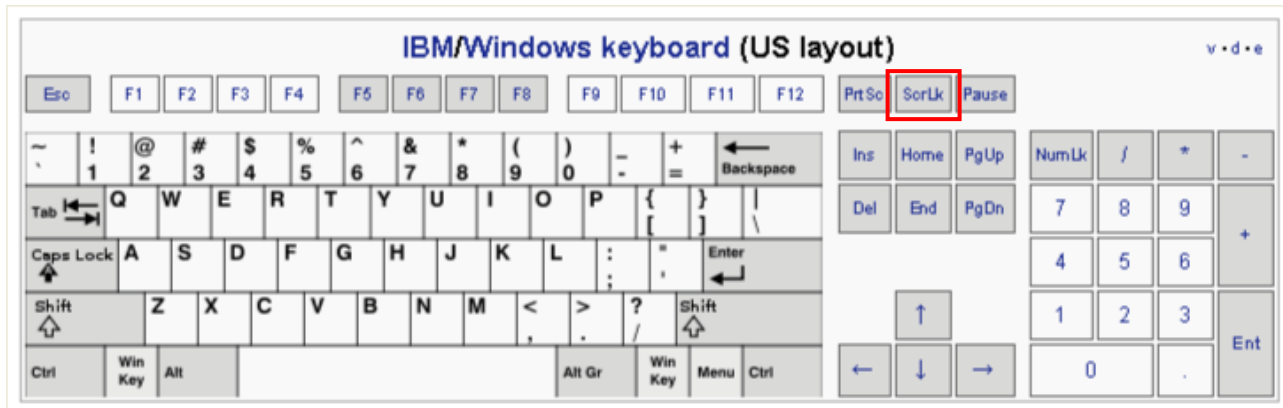 IBM/Windows keyboard (US layout)
v · d · e
Esc F1 F2 F3 F4 F5 F6 F7 F8 F9 F10 F11 F12 PrtSc ScrLk Pause
~ ! @ # $ % ^ & * ( ) _ +
` 1 2 3 4 5 6 7 8 9 0 - = Backspace
Ins Home PgUp NumLk / * -
Tab Q W E R T Y U I O P { } |
[ ] \
Del End PgDn 7 8 9 +
Caps Lock A S D F G H J K L : " Enter
; '
4 5 6
Shift Z X C V B N M < > ? Shift
, . /
↑ 1 2 3 Ent
Ctrl Win Key Alt Alt Gr Win Key Menu Ctrl
← ↓ → 0 .